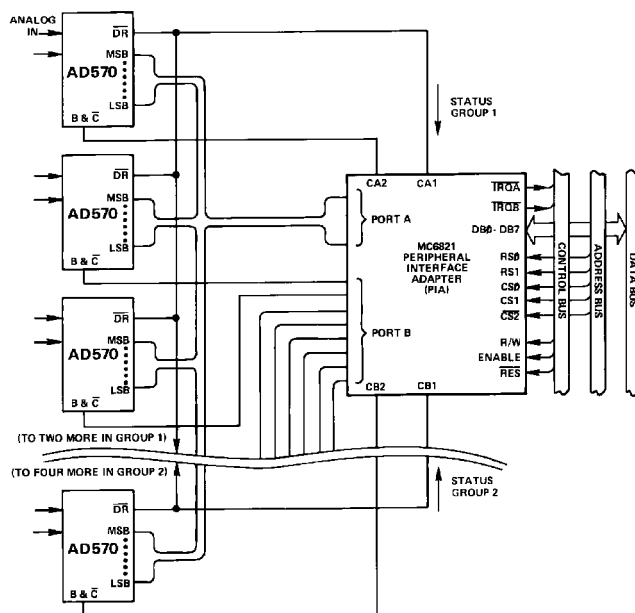 ANALOG
IN
DR
MSB
AD570
LSB
B & C
DR
MSB
AD570
LSB
B & C
DR
MSB
AD570
LSB
B & C
(TO TWO MORE IN GROUP 1)
(TO FOUR MORE IN GROUP 2)
DR
MSB
AD570
LSB
B & C
STATUS
GROUP 1
CA2
CA1
PORT A
MC6821
PERIPHERAL
INTERFACE
ADAPTER
(PIA)
PORT B
CB2
CB1
IRQA
IRQB
DB0- DB7
RS0
RS1
CS0
CS1
CS2
R/W
ENABLE
RES
CONTROL BUS
ADDRESS BUS
DATA BUS
STATUS
GROUP 2